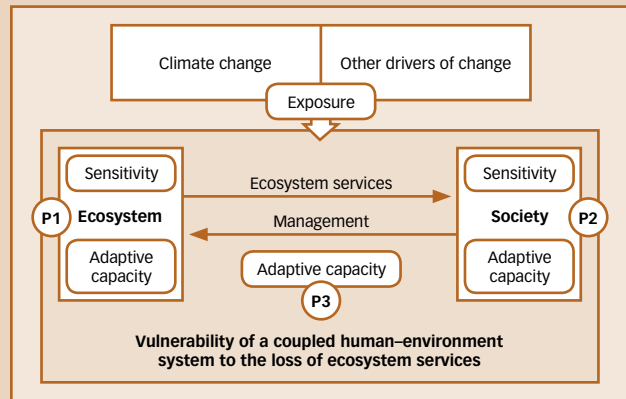 Climate change
Other drivers of change
Exposure
Sensitivity
Ecosystem services
Sensitivity
P1
Ecosystem
Management
Society
P2
Adaptive
capacity
Adaptive capacity
Adaptive
capacity
P3
Vulnerability of a coupled human–environment
system to the loss of ecosystem services